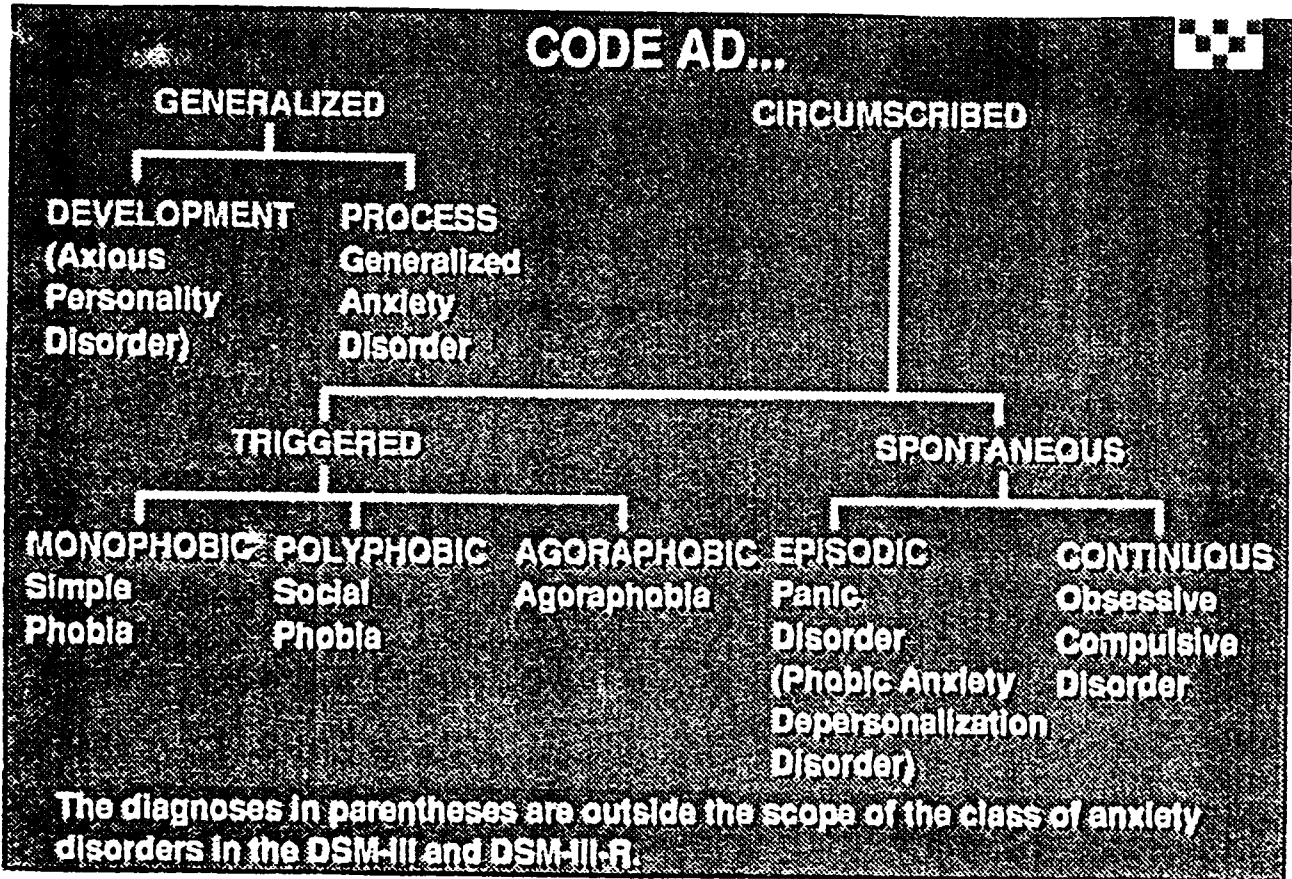 CODE AD...
GENERALIZED
CIRCUMSCRIBED
DEVELOPMENT
(Axious
Personality
Disorder)
PROCESS
Generalized
Anxiety
Disorder
TRIGGERED
SPONTANEOUS
MONOPHOBIC
Simple
Phobia
POLYPHOBIC
Social
Phobia
AGORAPHOBIC
Agoraphobia
EPISODIC
Panic
Disorder
(Phobic Anxiety
Depersonalization
Disorder)
CONTINUOUS
Obsessive
Compulsive
Disorder
The diagnoses in parentheses are outside the scope of the class of anxiety
disorders in the DSM-III and DSM-III-R.